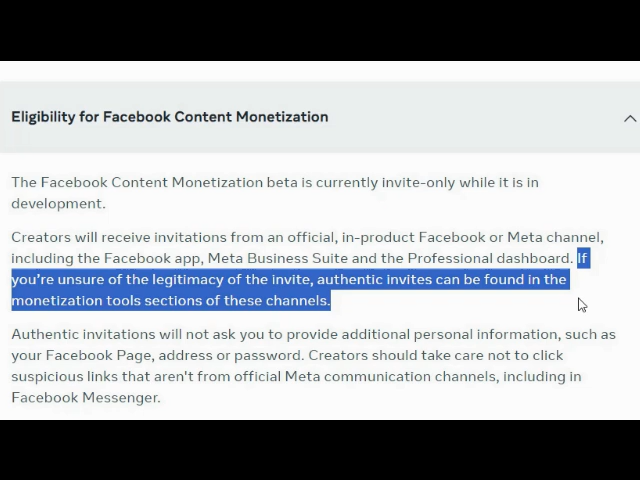 Eligibility for Facebook Content Monetization
The Facebook Content Monetization beta is currently invite-only while it is in
development.
Creators will receive invitations from an official, in-product Facebook or Meta channel,
including the Facebook app, Meta Business Suite and the Professional dashboard. If
you're unsure of the legitimacy of the invite, authentic invites can be found in the
monetization tools sections of these channels.
Authentic invitations will not ask you to provide additional personal information, such as
your Facebook Page, address or password. Creators should take care not to click
suspicious links that aren't from official Meta communication channels, including in
Facebook Messenger.